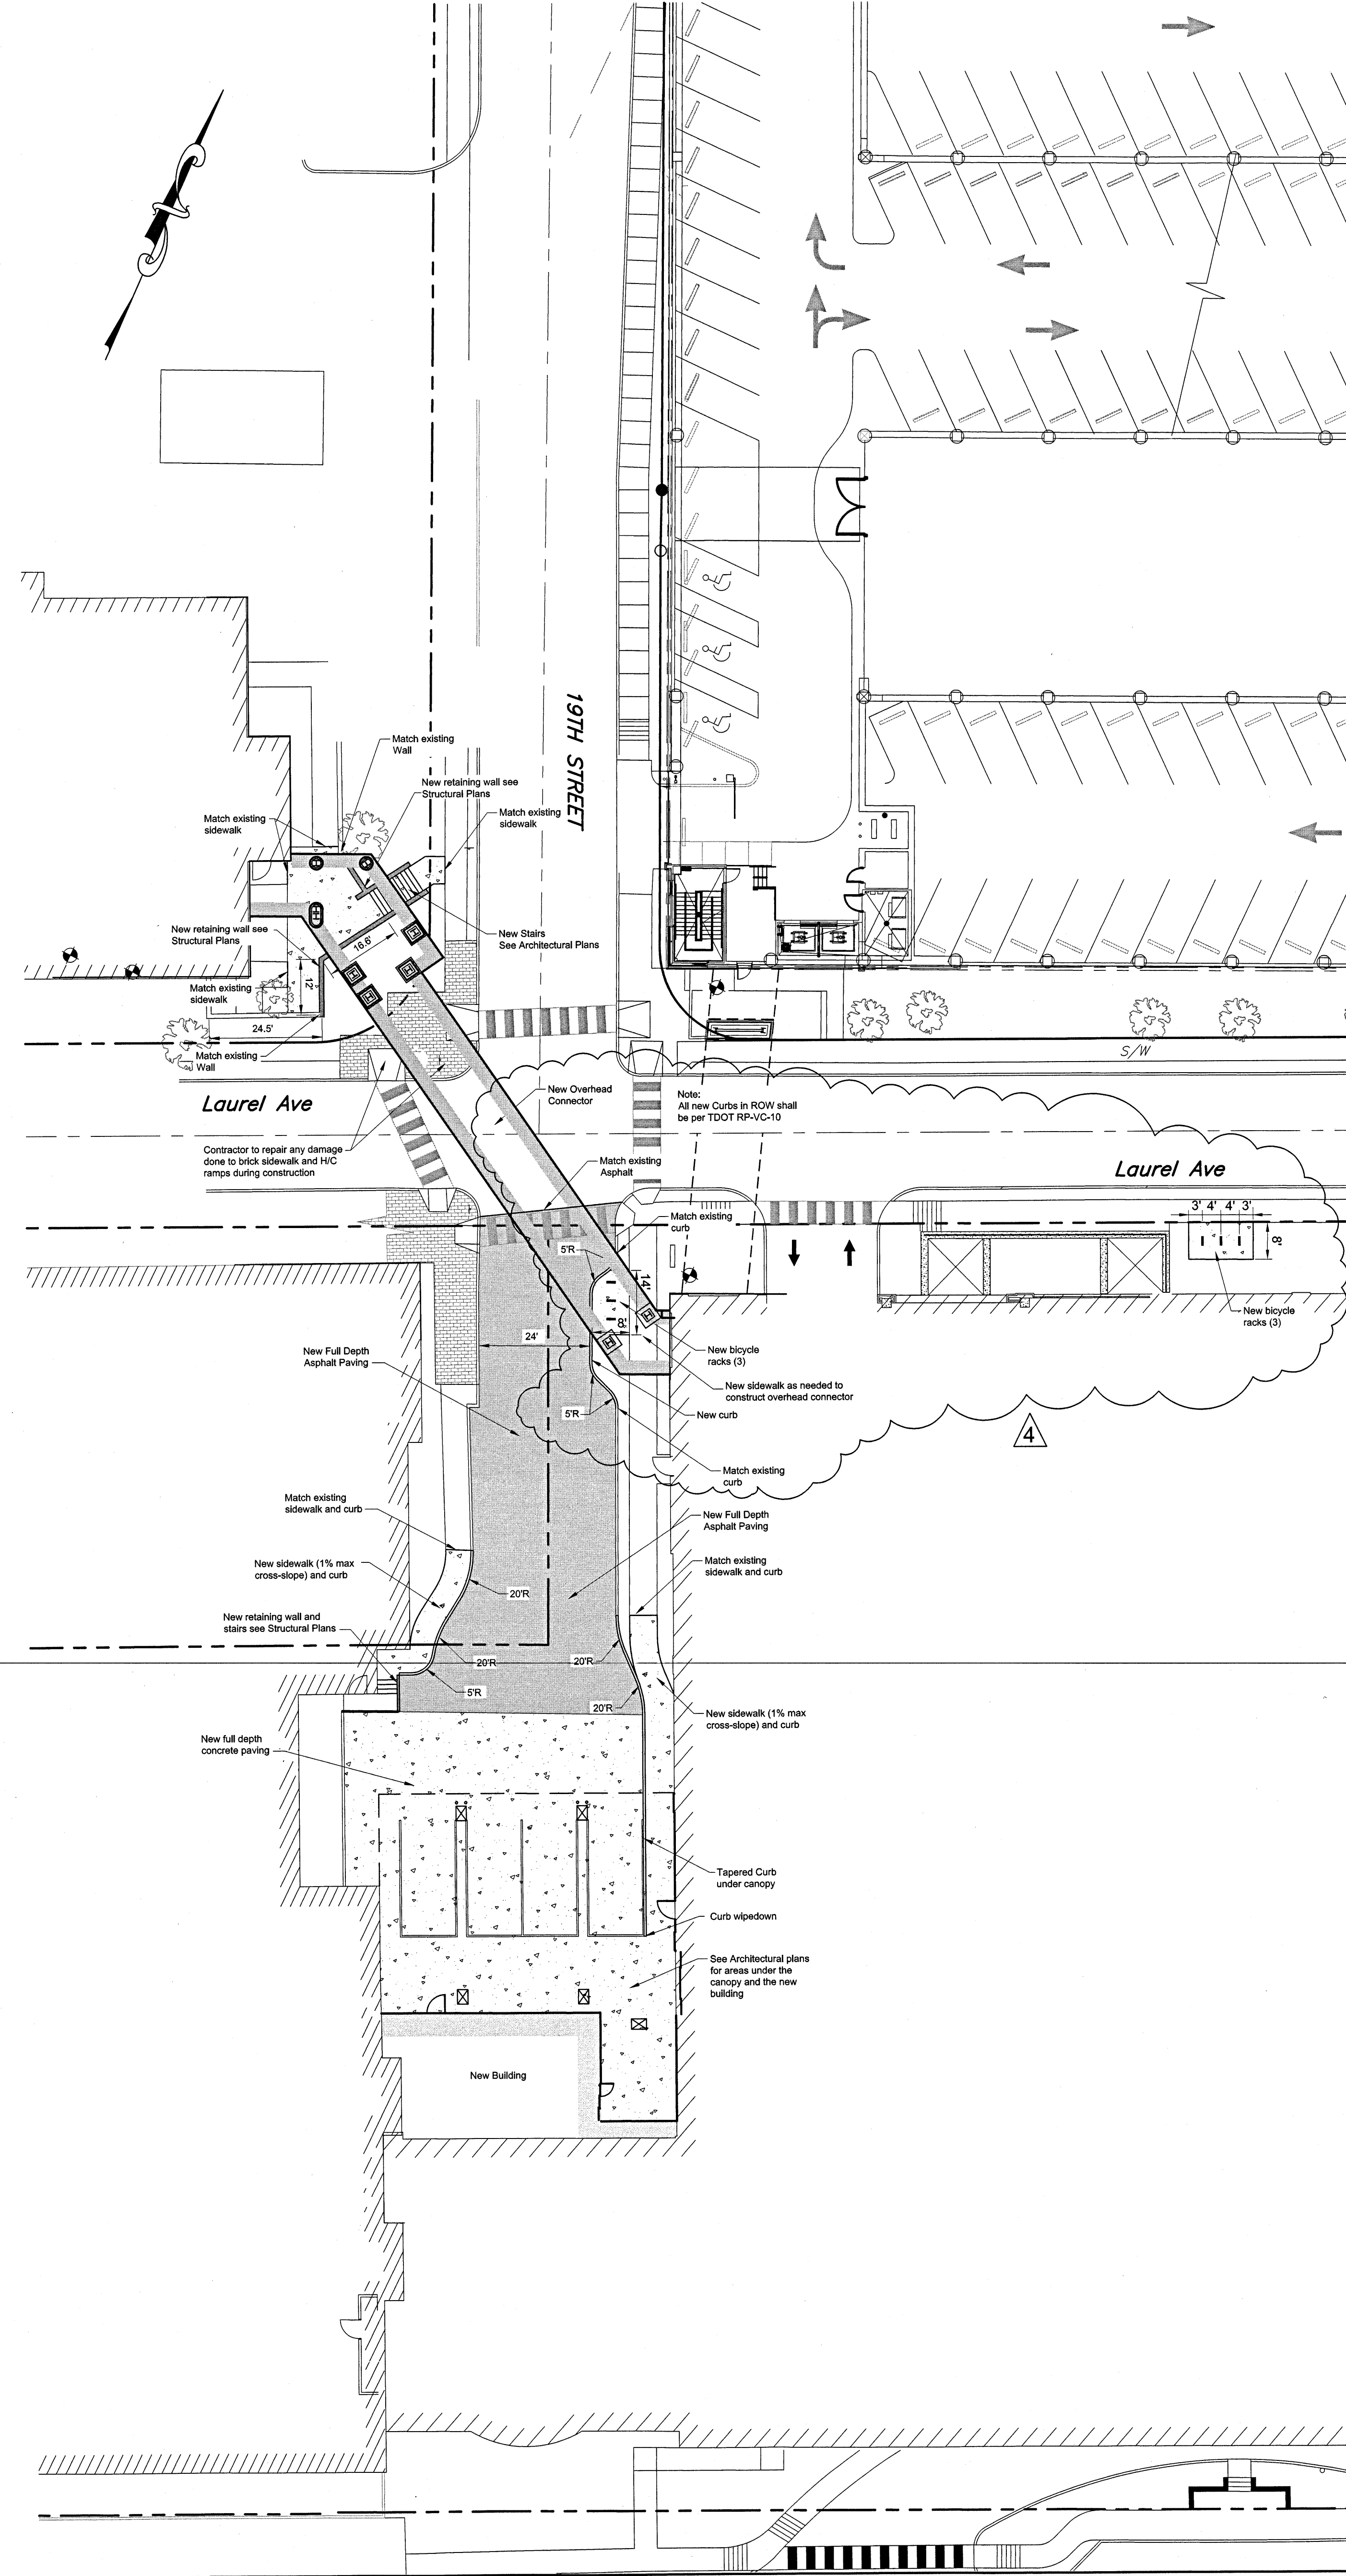 19TH STREET
Match existing
Wall
New retaining wall see
Structural Plans
Match existing
sidewalk
Match existing
sidewalk
New retaining wall see
Structural Plans
16.6'
New Stairs
See Architectural Plans
Match existing
sidewalk
12'
24.5'
Match existing
Wall
S/W
Laurel Ave
New Overhead
Connector
Note:
All new Curbs in ROW shall
be per TDOT RP-VC-10
Contractor to repair any damage
done to brick sidewalk and H/C
ramps during construction
Match existing
Asphalt
Laurel Ave
Match existing
curb
3' 4' 4' 3'
8'
5'R
14'
8'
24'
New bicycle
racks (3)
New Full Depth
Asphalt Paving
New bicycle
racks (3)
New sidewalk as needed to
construct overhead connector
5'R
New curb
4
Match existing
curb
Match existing
sidewalk and curb
New Full Depth
Asphalt Paving
New sidewalk (1% max
cross-slope) and curb
Match existing
sidewalk and curb
20'R
New retaining wall and
stairs see Structural Plans
20'R
20'R
5'R
20'R
New sidewalk (1% max
cross-slope) and curb
New full depth
concrete paving
Tapered Curb
under canopy
Curb wipedown
See Architectural plans
for areas under the
canopy and the new
building
New Building